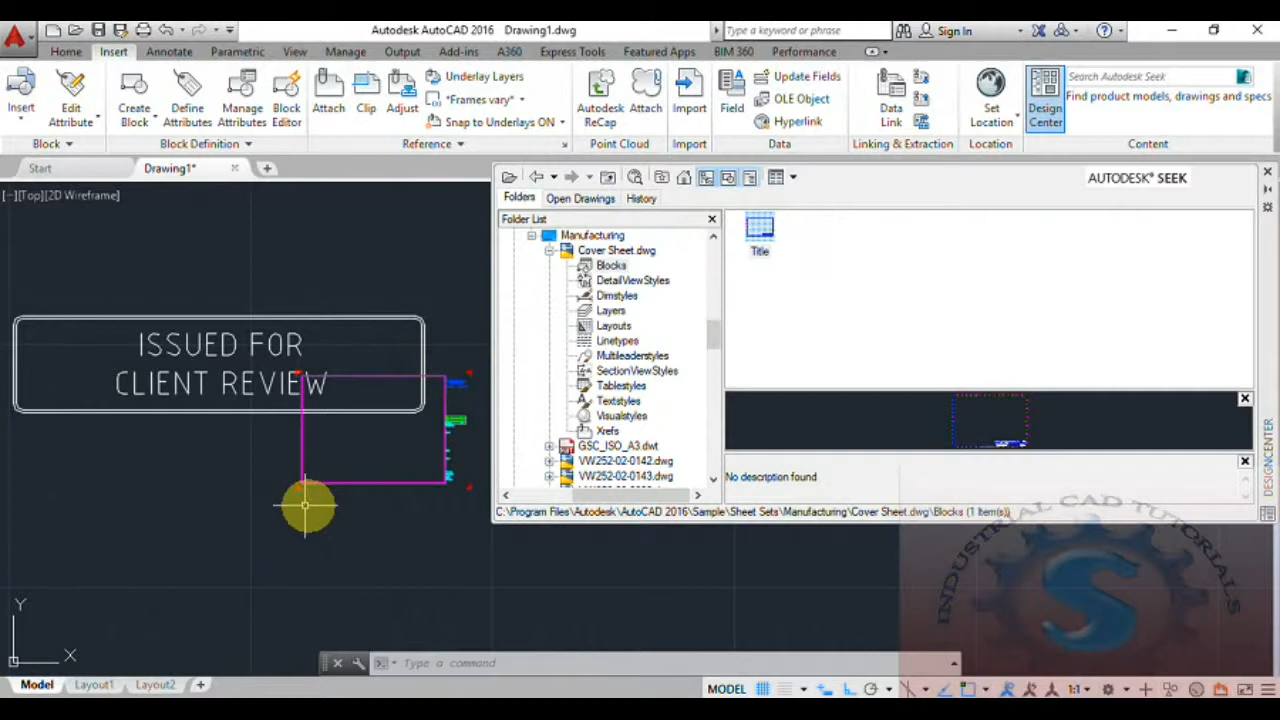 Autodesk AutoCAD 2016 Drawing1.dwg
Type a keyword or phrase
Sign In
Home Insert Annotate Parametric View Manage Output Add-ins A360 Express Tools Featured Apps BIM 360 Performance
Insert
Edit Attribute
Create Block
Define Attributes
Manage Attributes
Block Editor
Attach
Clip
Adjust
Underlay Layers
*Frames vary*
Snap to Underlays ON
Autodesk ReCap
Attach
Import
Field
Update Fields
OLE Object
Hyperlink
Data Link
Set Location
Design Center
Search Autodesk Seek
Find product models, drawings and specs
Block
Block Definition
Reference
Point Cloud
Import
Data
Linking & Extraction
Location
Content
Start
Drawing1*
[−][Top][2D Wireframe]
AUTODESK® SEEK
Folders
Open Drawings
History
Folder List
Manufacturing
Cover Sheet.dwg
Blocks
DetailViewStyles
Dimstyles
Layers
Layouts
Linetypes
Multileaderstyles
SectionViewStyles
Tablestyles
Textstyles
Visualstyles
Xrefs
GSC_ISO_A3.dwt
VW252-02-0142.dwg
VW252-02-0143.dwg
Title
No description found
DESIGNCENTER
C:\Program Files\Autodesk\AutoCAD 2016\Sample\Sheet Sets\Manufacturing\Cover Sheet.dwg\Blocks (1 Item(s))
ISSUED FOR
CLIENT REVIEW
INDUSTRIAL CAD TUTORIALS
S
Y
X
Type a command
Model
Layout1
Layout2
MODEL
1:1